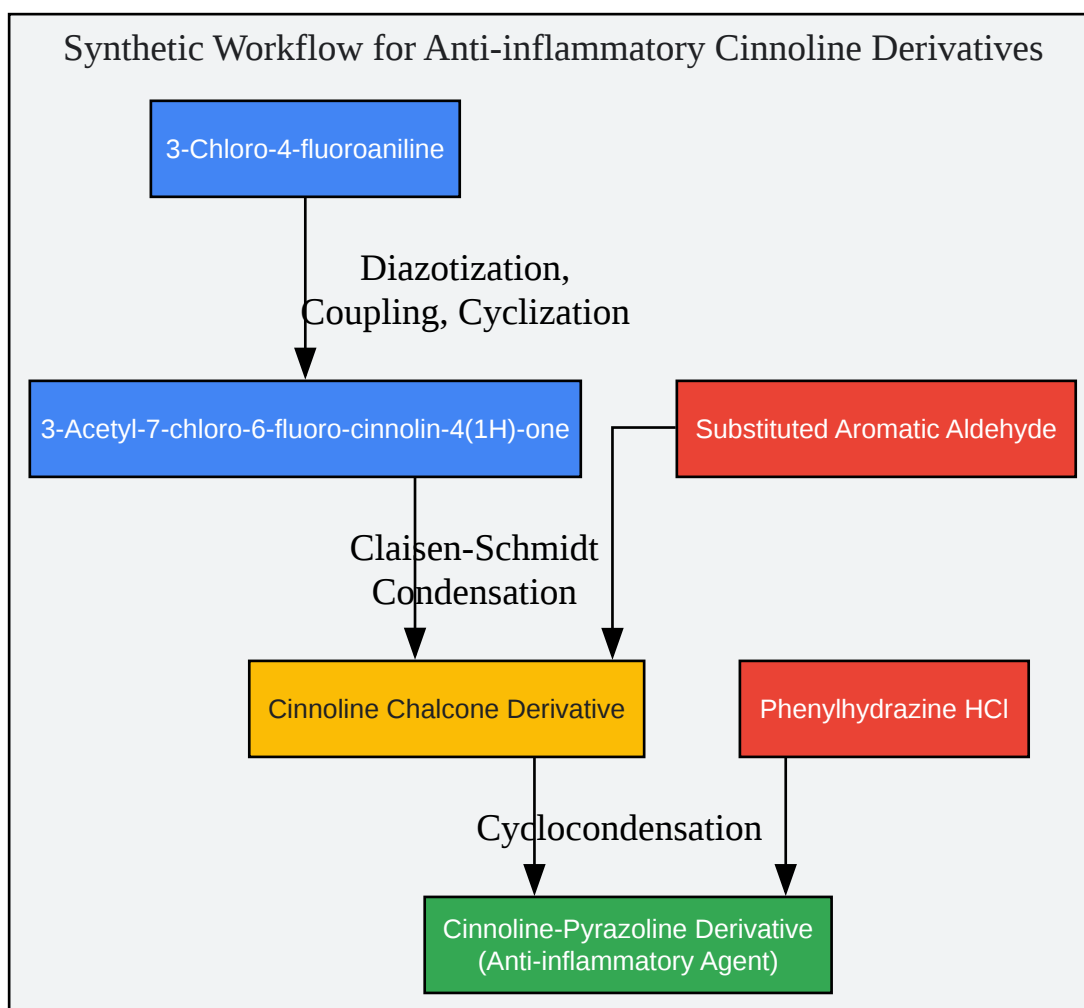 Synthetic Workflow for Anti-inflammatory Cinnoline Derivatives
3-Chloro-4-fluoroaniline
Diazotization,
Coupling, Cyclization
3-Acetyl-7-chloro-6-fluoro-cinnolin-4(1H)-one
Substituted Aromatic Aldehyde
Claisen-Schmidt
Condensation
Cinnoline Chalcone Derivative
Phenylhydrazine HCl
Cyclocondensation
Cinnoline-Pyrazoline Derivative
(Anti-inflammatory Agent)